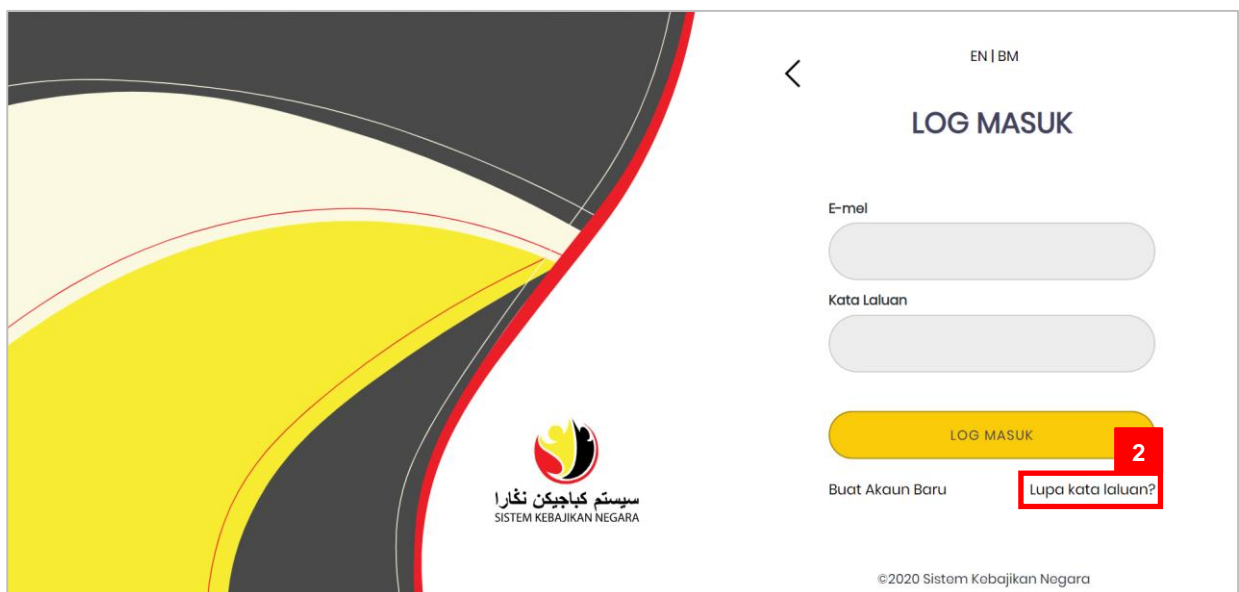 EN | BM
LOG MASUK
E-mel
Kata Laluan
LOG MASUK
2
Buat Akaun Baru
Lupa kata laluan?
سيستم كباجيكن نݢارا
SISTEM KEBAJIKAN NEGARA
©2020 Sistem Kebajikan Negara